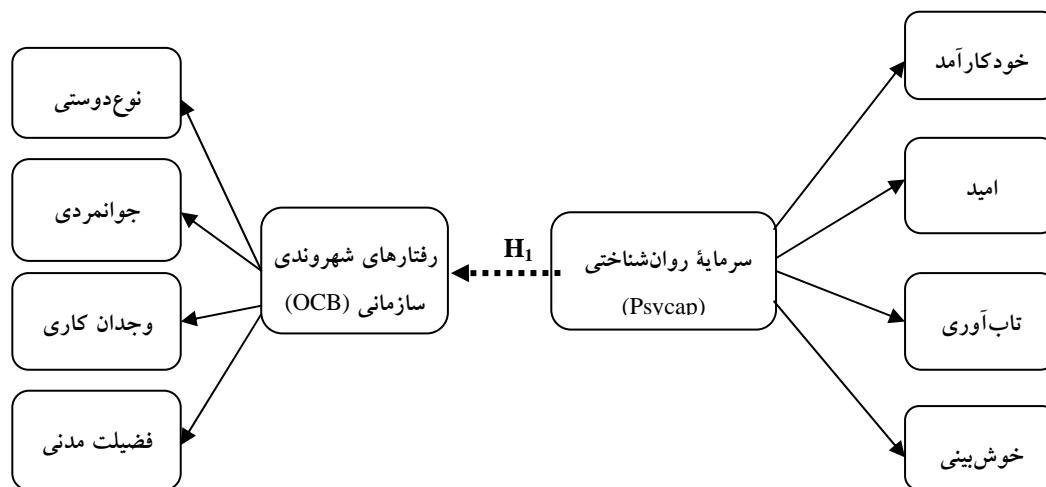 خودکارآمد
امید
تاب‌آوری
خوش‌بینی
سرمایهٔ روان‌شناختی
(Psycap)
H1
رفتارهای شهروندی
سازمانی (OCB)
نوع‌دوستی
جوانمردی
وجدان کاری
فضیلت مدنی